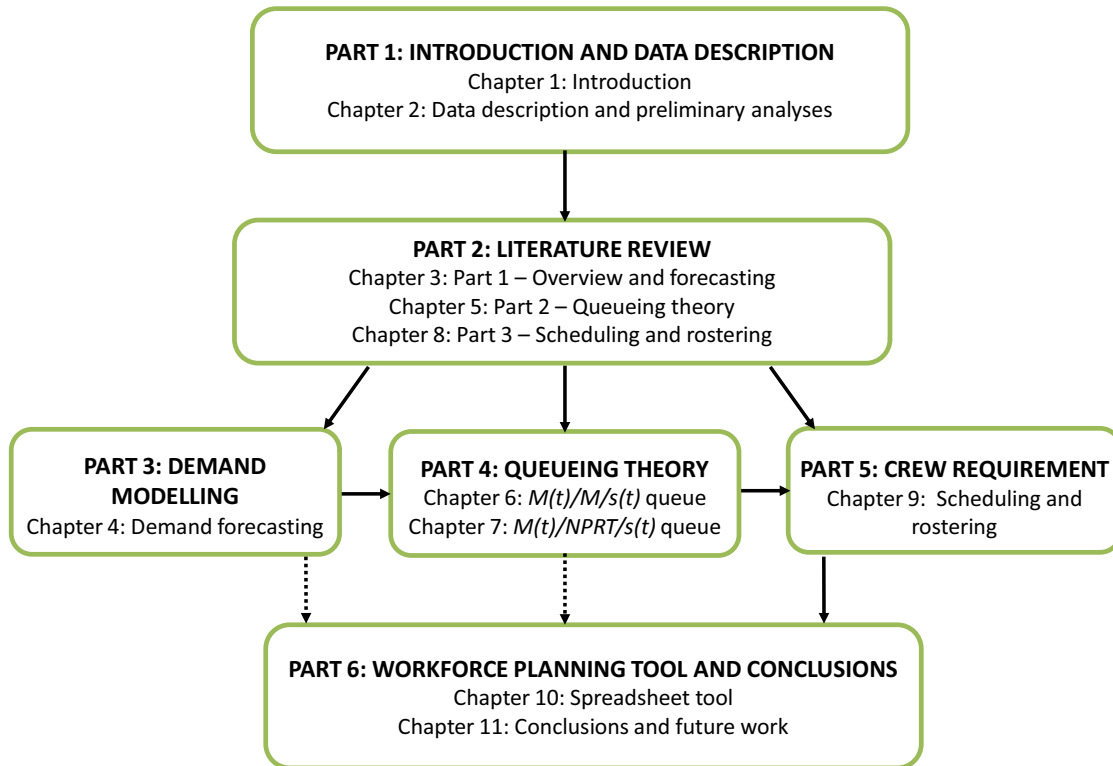 PART 1: INTRODUCTION AND DATA DESCRIPTION
Chapter 1: Introduction
Chapter 2: Data description and preliminary analyses
PART 2: LITERATURE REVIEW
Chapter 3: Part 1 – Overview and forecasting
Chapter 5: Part 2 – Queueing theory
Chapter 8: Part 3 – Scheduling and rostering
PART 3: DEMAND
MODELLING
Chapter 4: Demand forecasting
PART 4: QUEUEING THEORY
Chapter 6: M(t)/M/s(t) queue
Chapter 7: M(t)/NPRT/s(t) queue
PART 5: CREW REQUIREMENT
Chapter 9: Scheduling and
rostering
PART 6: WORKFORCE PLANNING TOOL AND CONCLUSIONS
Chapter 10: Spreadsheet tool
Chapter 11: Conclusions and future work